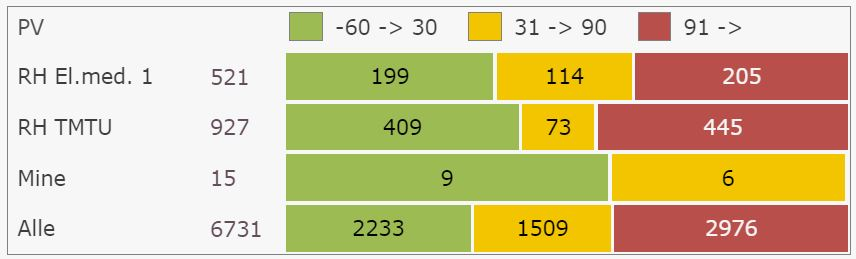 PV -60 -> 30 31 -> 90 91 ->
RH El.med. 1 521 199 114 205
RH TMTU 927 409 73 445
Mine 15 9 6
Alle 6731 2233 1509 2976